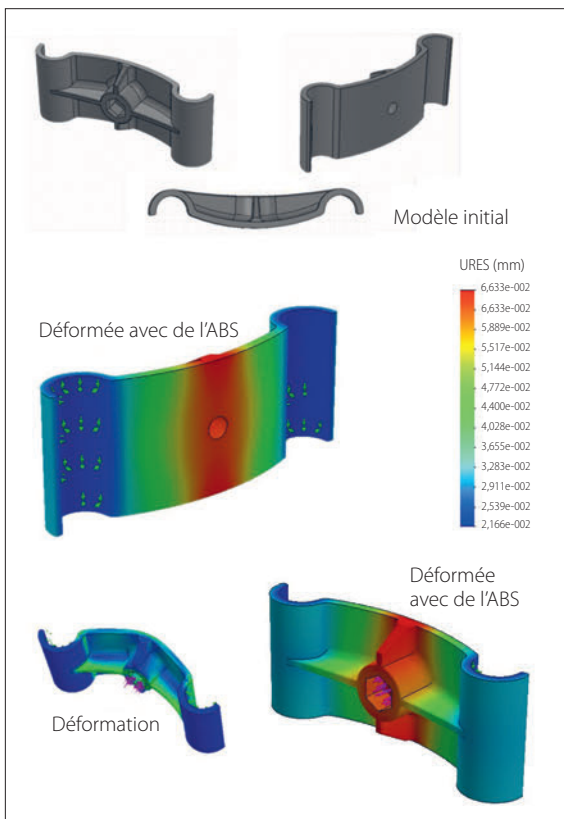 Modèle initial
URES (mm)
6,633e-002
6,633e-002
5,889e-002
5,517e-002
5,144e-002
4,772e-002
4,400e-002
4,028e-002
3,655e-002
3,283e-002
2,911e-002
2,539e-002
2,166e-002
Déformée avec de l’ABS
Déformée
avec de l’ABS
Déformation